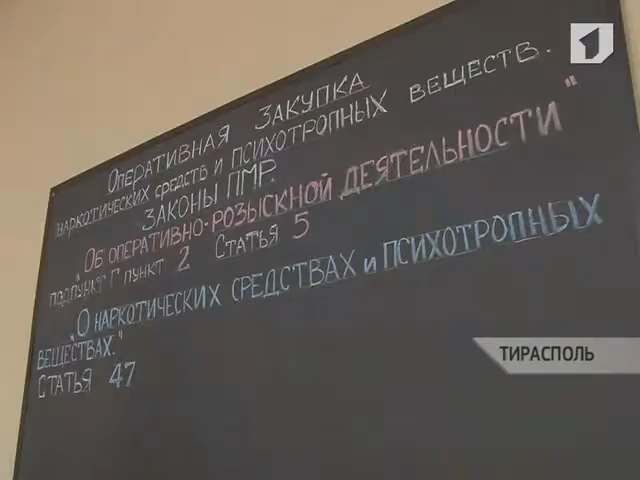 1
Оперативная закупка
наркотических средств и психотропных веществ.
Законы ПМР.
"Об оперативно-розыскной деятельности"
подпункт Г пункт 2 Статья 5
"О наркотических средствах и психотропных
веществах."
Статья 47
ТИРАСПОЛЬ